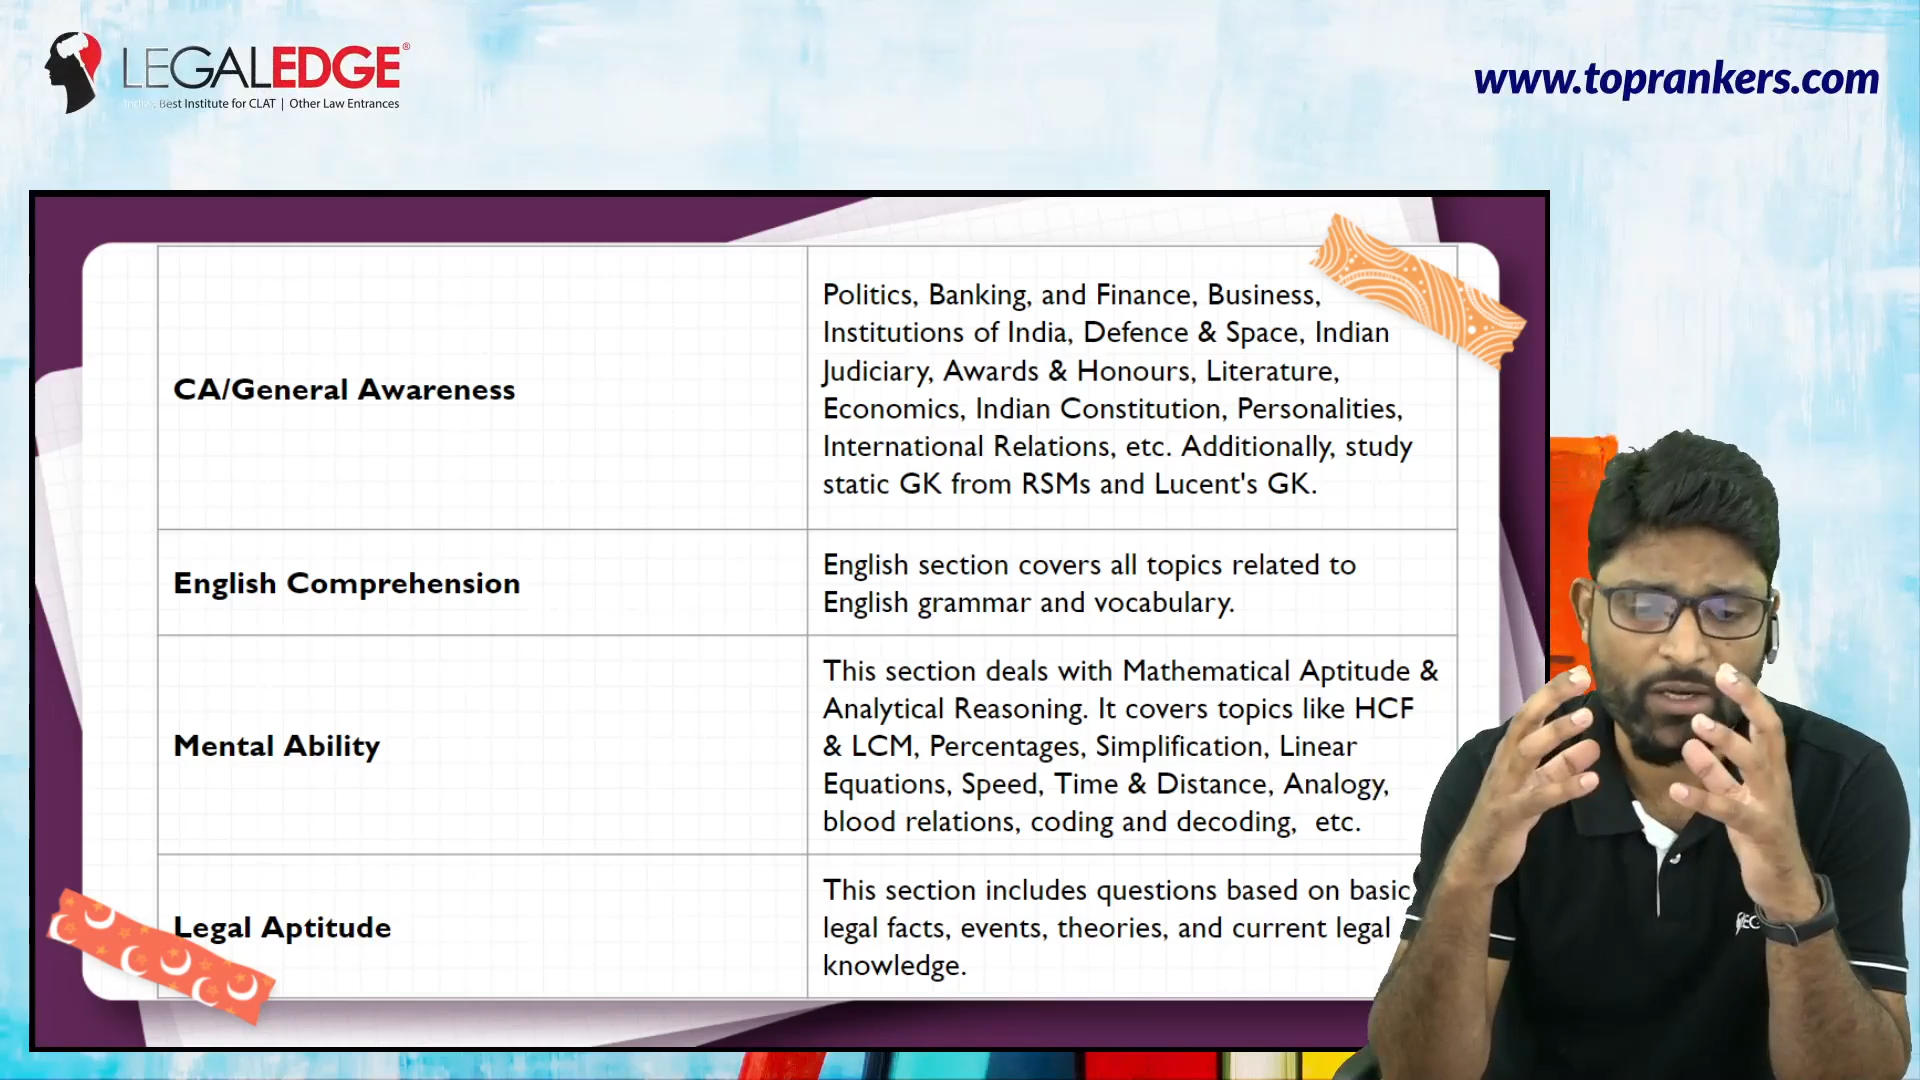 LEGALEDGE®
Best Institute for CLAT | Other Law Entrances
www.toprankers.com
CA/General Awareness
Politics, Banking, and Finance, Business,
Institutions of India, Defence & Space, Indian
Judiciary, Awards & Honours, Literature,
Economics, Indian Constitution, Personalities,
International Relations, etc. Additionally, study
static GK from RSMs and Lucent's GK.
English Comprehension
English section covers all topics related to
English grammar and vocabulary.
Mental Ability
This section deals with Mathematical Aptitude &
Analytical Reasoning. It covers topics like HCF
& LCM, Percentages, Simplification, Linear
Equations, Speed, Time & Distance, Analogy,
blood relations, coding and decoding, etc.
Legal Aptitude
This section includes questions based on basic
legal facts, events, theories, and current legal
knowledge.